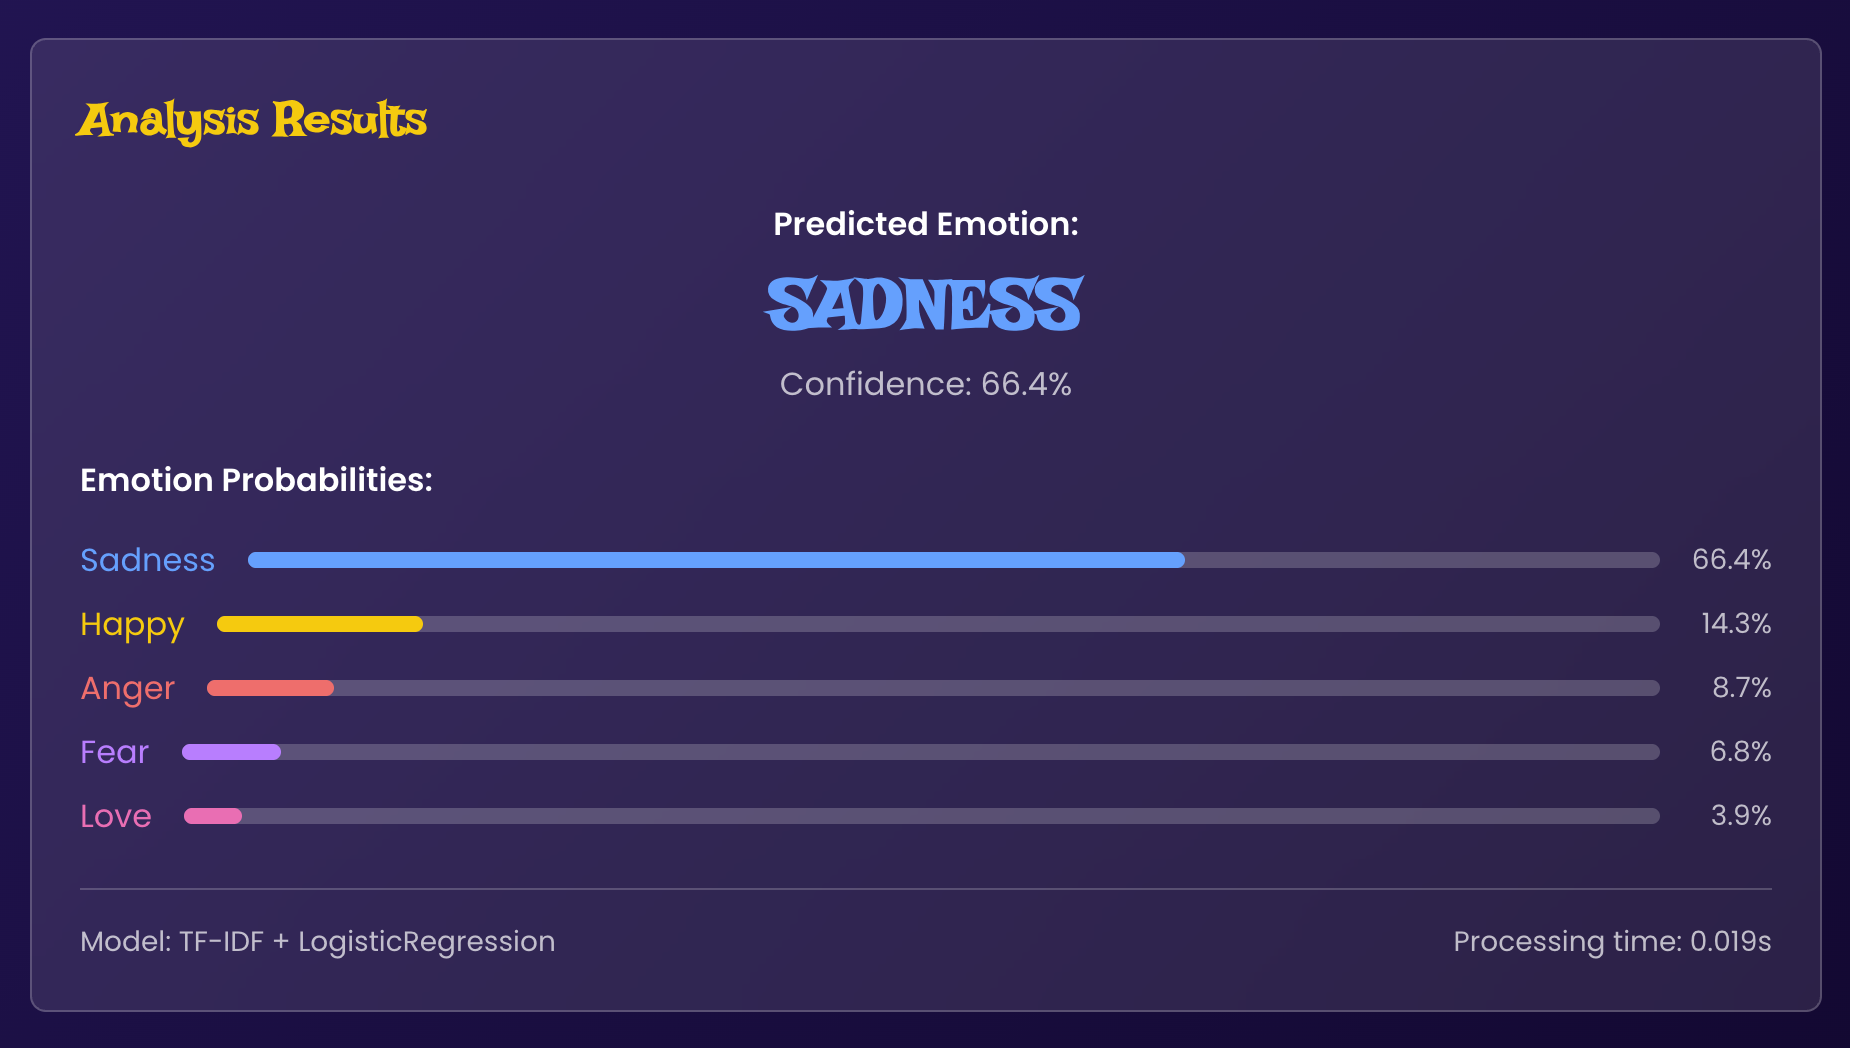 Analysis Results
Predicted Emotion:
SADNESS
Confidence: 66.4%
Emotion Probabilities:
Sadness 66.4%
Happy 14.3%
Anger 8.7%
Fear 6.8%
Love 3.9%
Model: TF-IDF + LogisticRegression Processing time: 0.019s